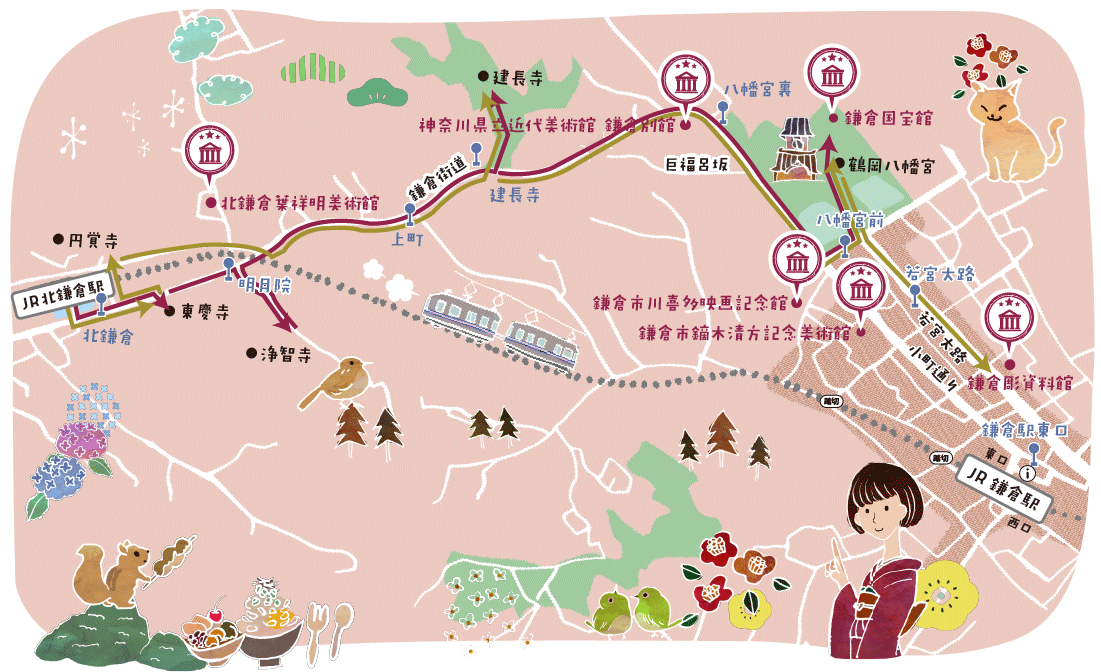 建長寺
八幡宮裏
神奈川県立近代美術館 鎌倉別館
鎌倉国宝館
巨福呂坂
鶴岡八幡宮
鎌倉街道
建長寺
北鎌倉葉祥明美術館
上町
八幡宮前
円覚寺
JR北鎌倉駅
明月院
若宮大路
東慶寺
北鎌倉
鎌倉市川喜多映画記念館
鎌倉市鏑木清方記念美術館
若宮大路
小町通り
浄智寺
鎌倉彫資料館
踏切
鎌倉駅東口
踏切
東口
i
JR 鎌倉駅
西口